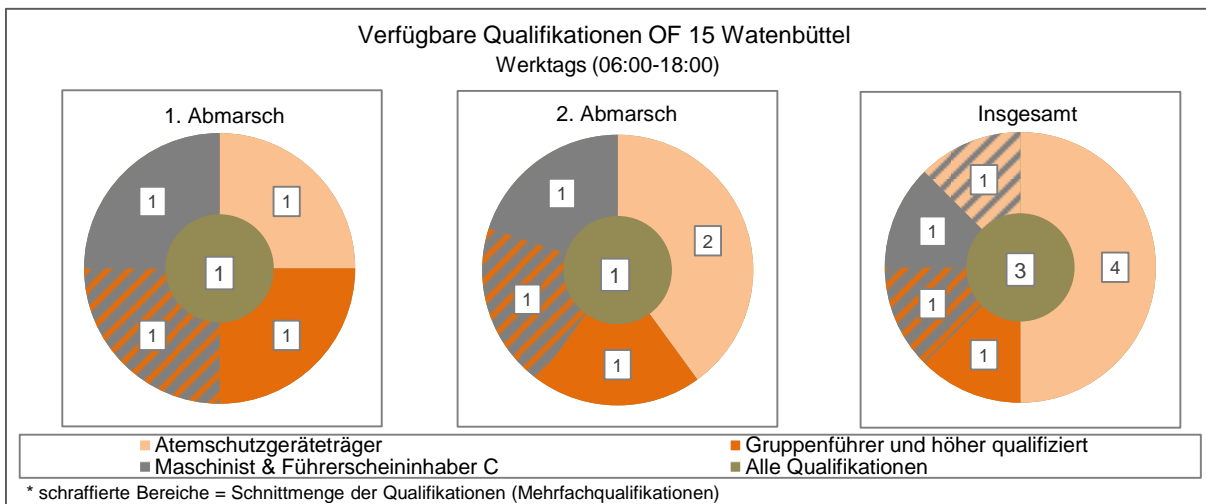 Verfügbare Qualifikationen OF 15 Watenbüttel
Werktags (06:00-18:00)
1. Abmarsch
1
1
1
1
1
2. Abmarsch
1
2
1
1
1
Insgesamt
1
1
4
3
1
1
Atemschutzgeräteträger
Gruppenführer und höher qualifiziert
Maschinist & Führerscheininhaber C
Alle Qualifikationen
* schraffierte Bereiche = Schnittmenge der Qualifikationen (Mehrfachqualifikationen)